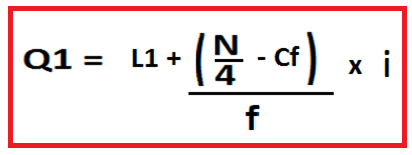 Q1 = L1 + (N/4 - Cf) / f x i